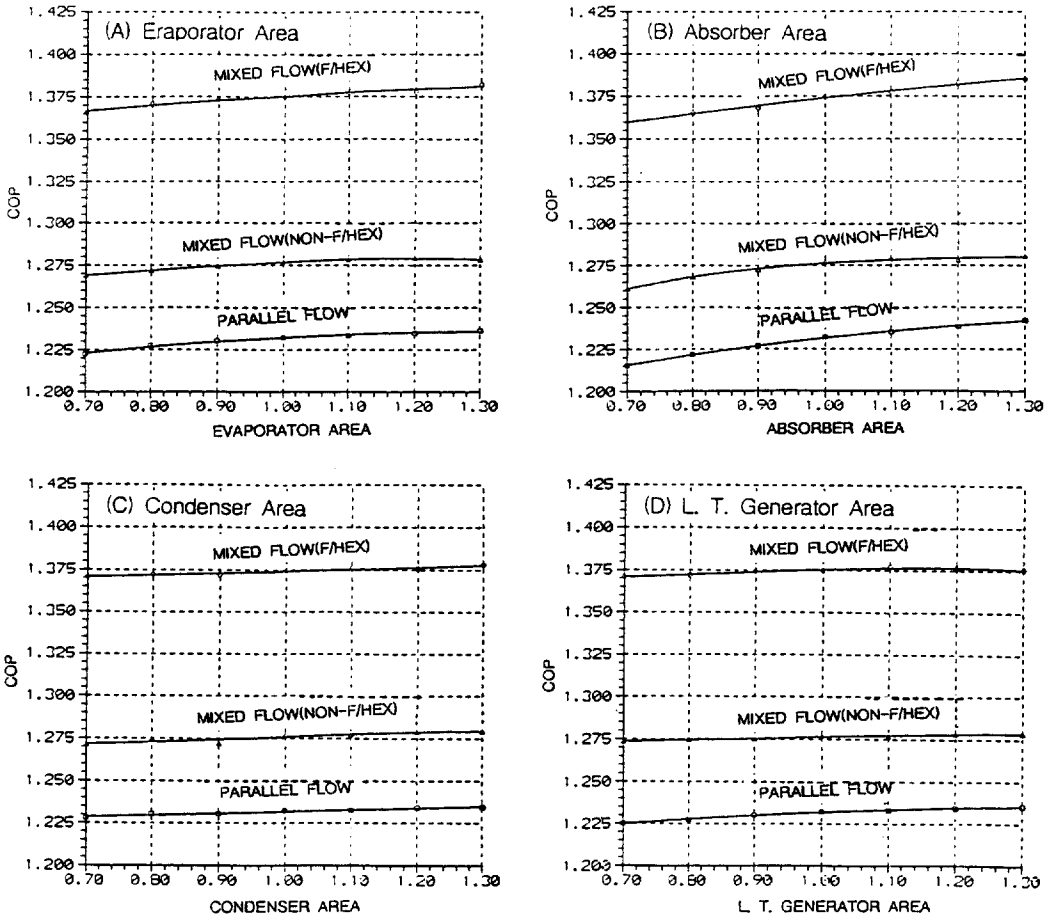 (A) Eraporator Area
1.425
1.400
1.375
1.350
1.325
1.300
1.275
1.250
1.225
1.200
COP
MIXED FLOW(F/HEX)
MIXED FLOW(NON-F/HEX)
PARALLEL FLOW
0.70 0.80 0.90 1.00 1.10 1.20 1.30
EVAPORATOR AREA
(B) Absorber Area
1.425
1.400
1.375
1.350
1.325
1.300
1.275
1.250
1.225
1.200
COP
MIXED FLOW(F/HEX)
MIXED FLOW(NON-F/HEX)
PARALLEL FLOW
0.70 0.80 0.90 1.00 1.10 1.20 1.30
ABSORBER AREA
(C) Condenser Area
1.425
1.400
1.375
1.350
1.325
1.300
1.275
1.250
1.225
1.200
COP
MIXED FLOW(F/HEX)
MIXED FLOW(NON-F/HEX)
PARALLEL FLOW
0.70 0.80 0.90 1.00 1.10 1.20 1.30
CONDENSER AREA
(D) L. T. Generator Area
1.425
1.400
1.375
1.350
1.325
1.300
1.275
1.250
1.225
1.200
COP
MIXED FLOW(F/HEX)
MIXED FLOW(NON-F/HEX)
PARALLEL FLOW
0.70 0.80 0.90 1.00 1.10 1.20 1.30
L. T. GENERATOR AREA